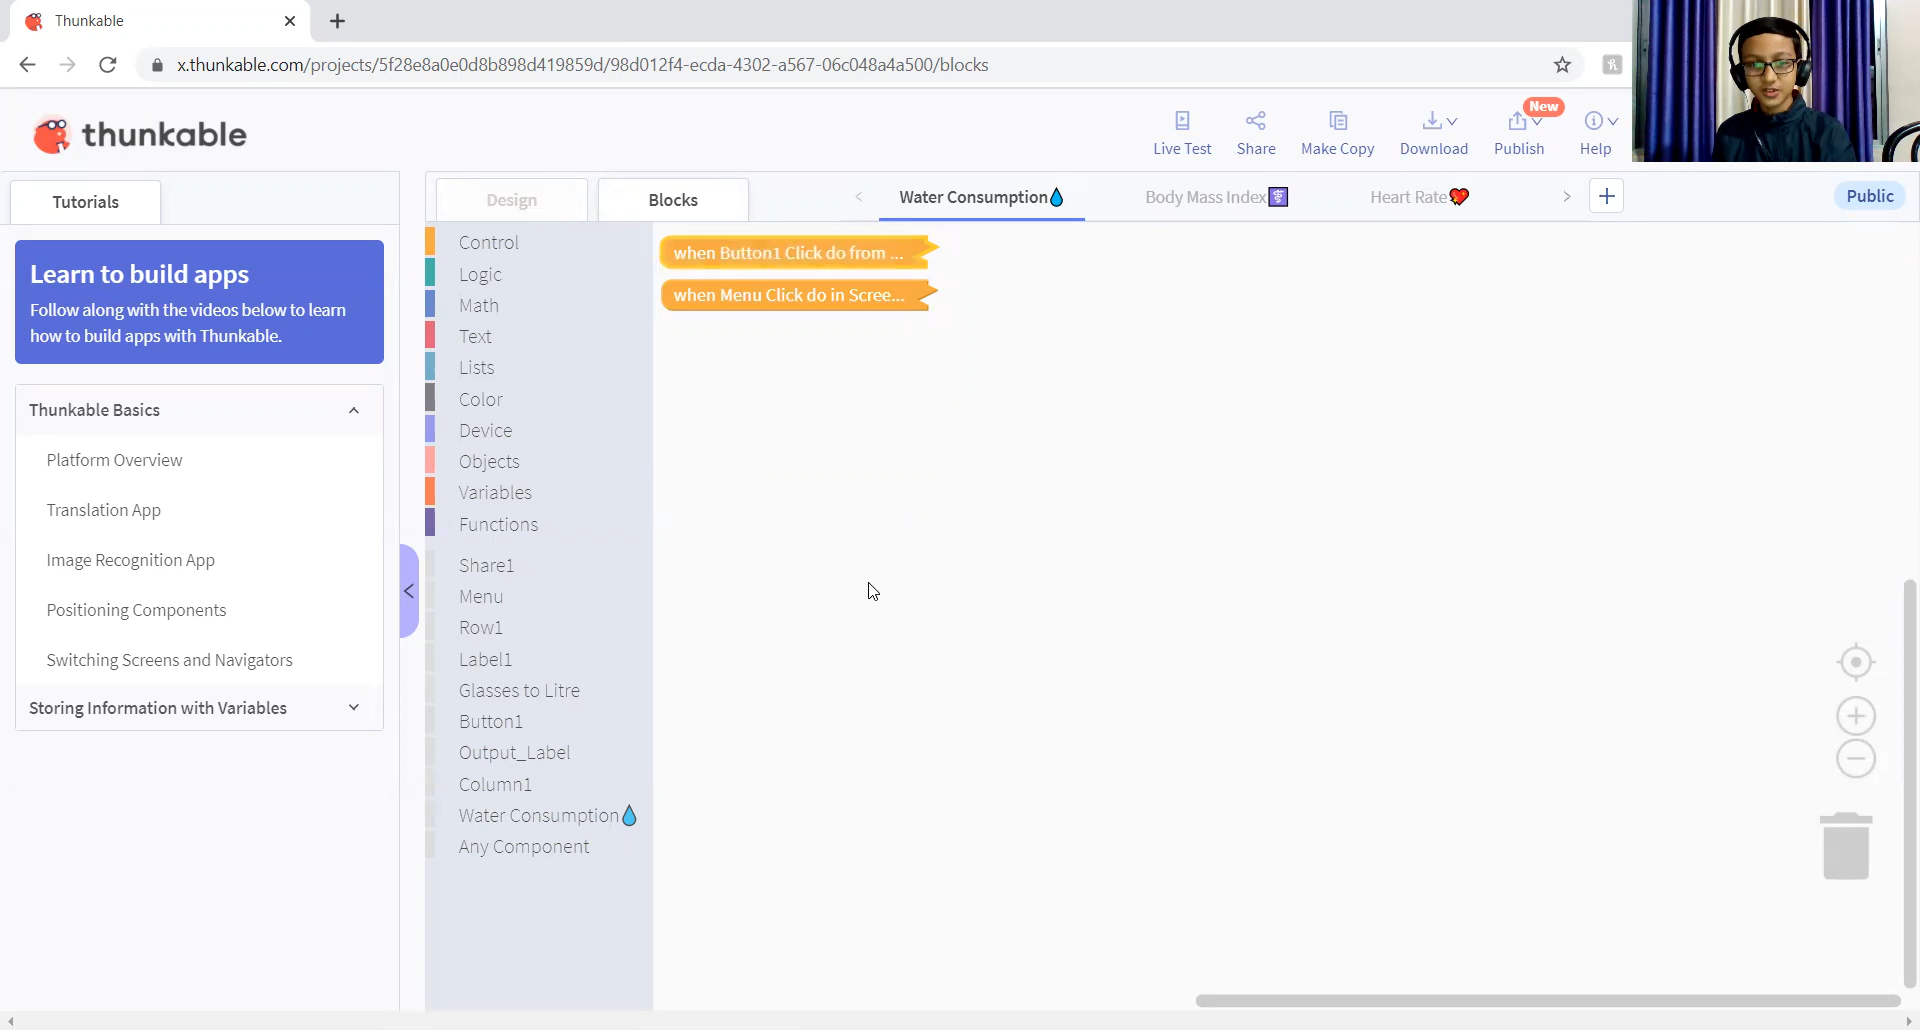 Thunkable
x.thunkable.com/projects/5f28e8a0e0d8b898d419859d/98d012f4-ecda-4302-a567-06c048a4a500/blocks
thunkable
Live Test
Share
Make Copy
Download
New
Publish
Help
Tutorials
Design
Blocks
Water Consumption💧
Body Mass Index⚕️
Heart Rate💖
Public
Learn to build apps
Follow along with the videos below to learn
how to build apps with Thunkable.
Thunkable Basics
Platform Overview
Translation App
Image Recognition App
Positioning Components
Switching Screens and Navigators
Storing Information with Variables
Control
Logic
Math
Text
Lists
Color
Device
Objects
Variables
Functions
Share1
Menu
Row1
Label1
Glasses to Litre
Button1
Output_Label
Column1
Water Consumption💧
Any Component
when Button1 Click do from ...
when Menu Click do in Scree...